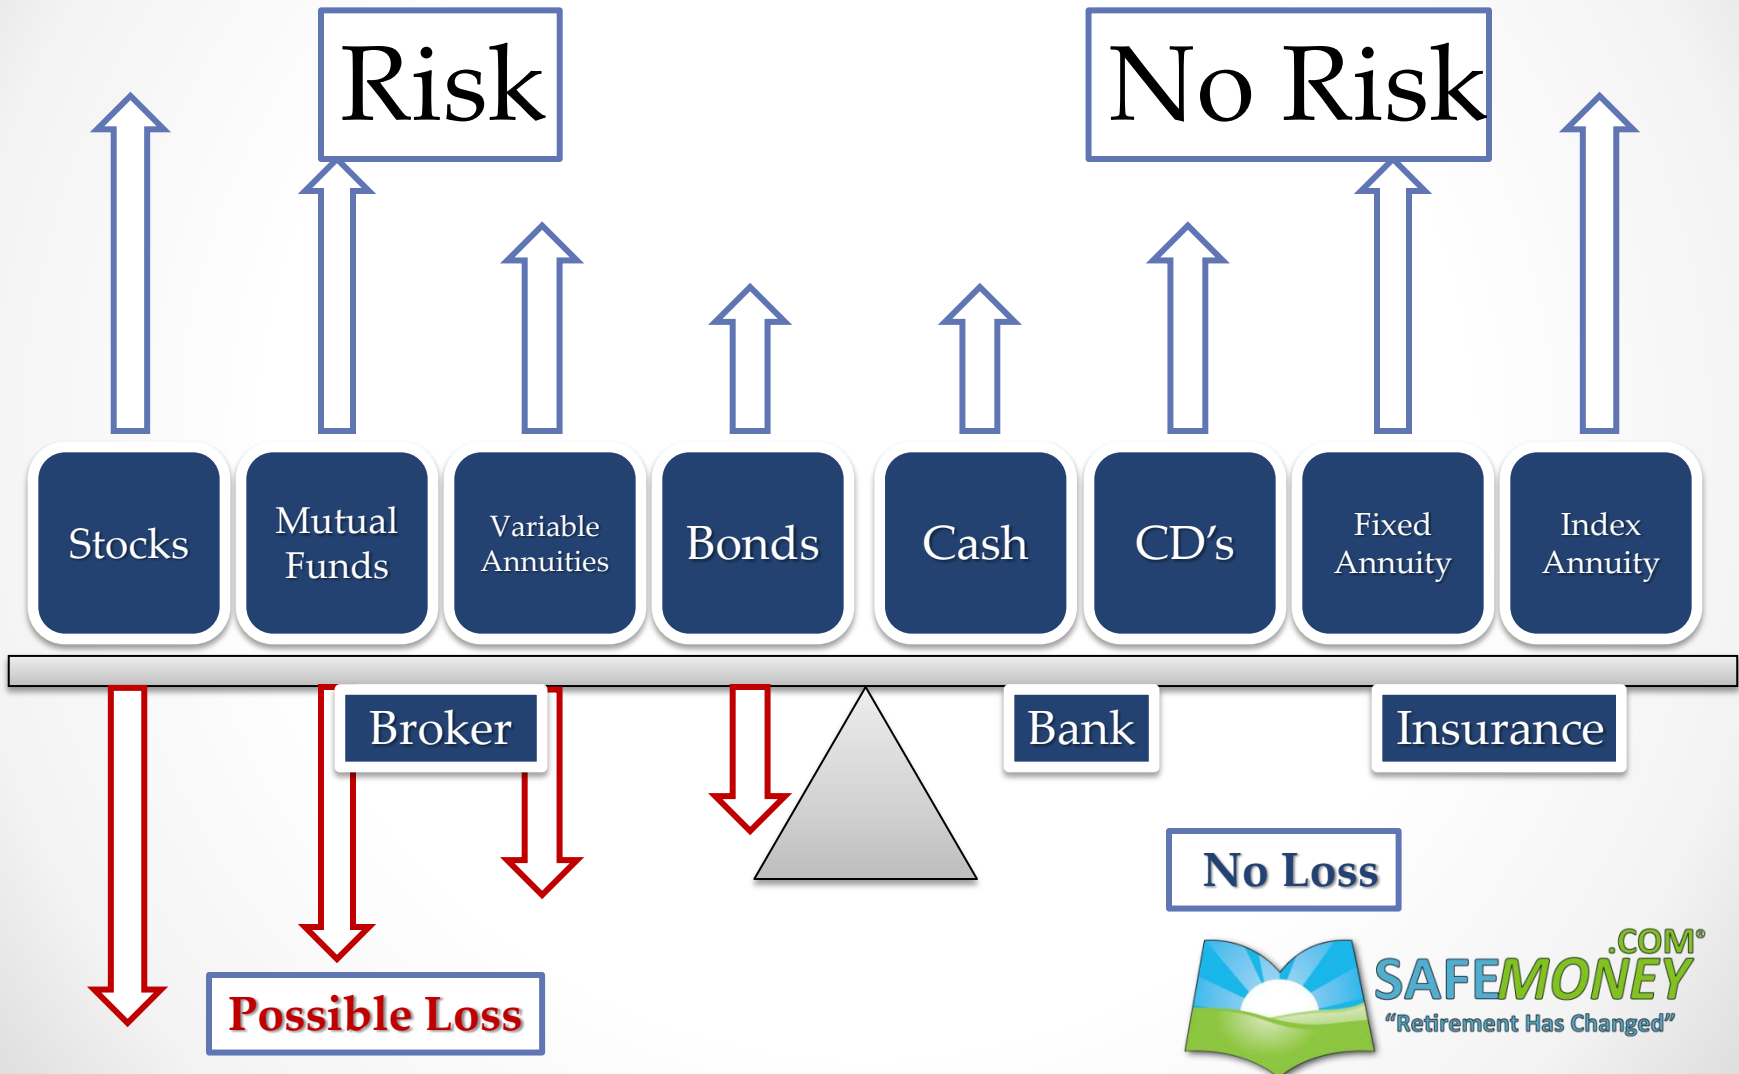 Risk
No Risk
Stocks
Mutual
Funds
Variable
Annuities
Bonds
Cash
CD’s
Fixed
Annuity
Index
Annuity
Broker
Bank
Insurance
No Loss
Possible Loss
.COM®
SAFEMONEY
“Retirement Has Changed”